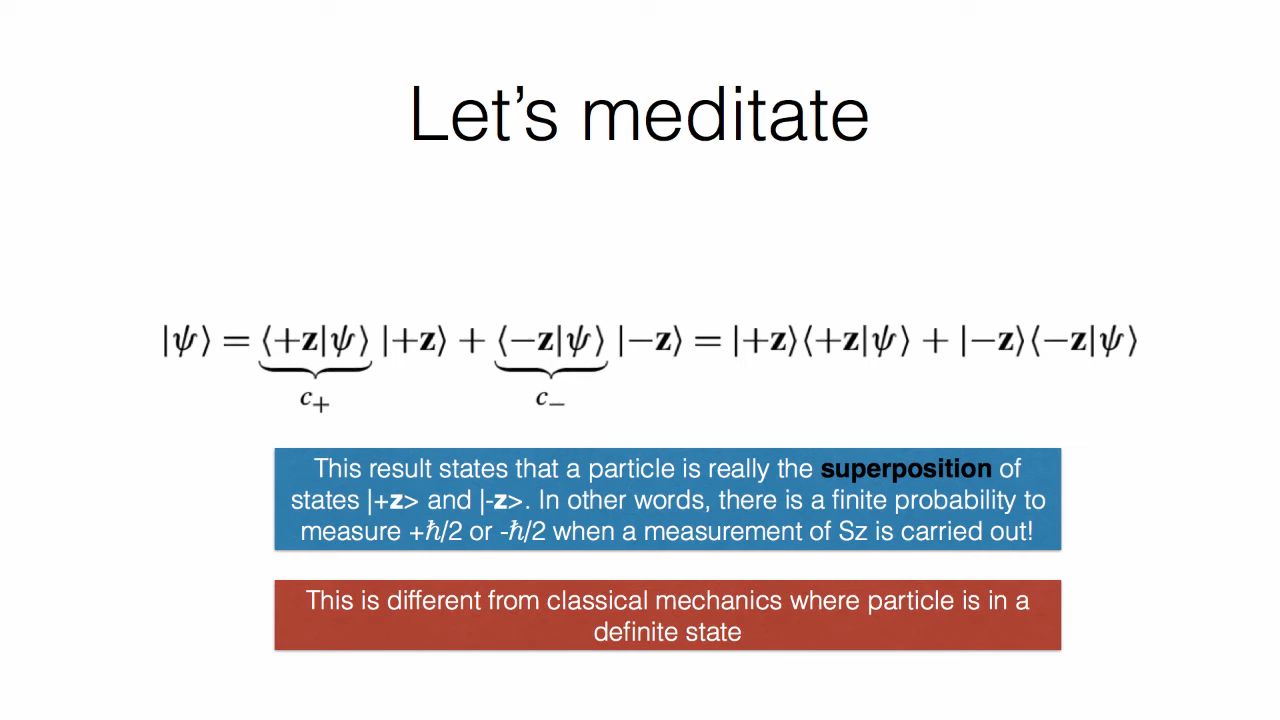 Let's meditate
|ψ⟩ = ⟨+z|ψ⟩ |+z⟩ + ⟨−z|ψ⟩ |−z⟩ = |+z⟩⟨+z|ψ⟩ + |−z⟩⟨−z|ψ⟩
c₊ c₋
This result states that a particle is really the superposition of
states |+z> and |-z>. In other words, there is a finite probability to
measure +ℏ/2 or -ℏ/2 when a measurement of Sz is carried out!
This is different from classical mechanics where particle is in a
definite state